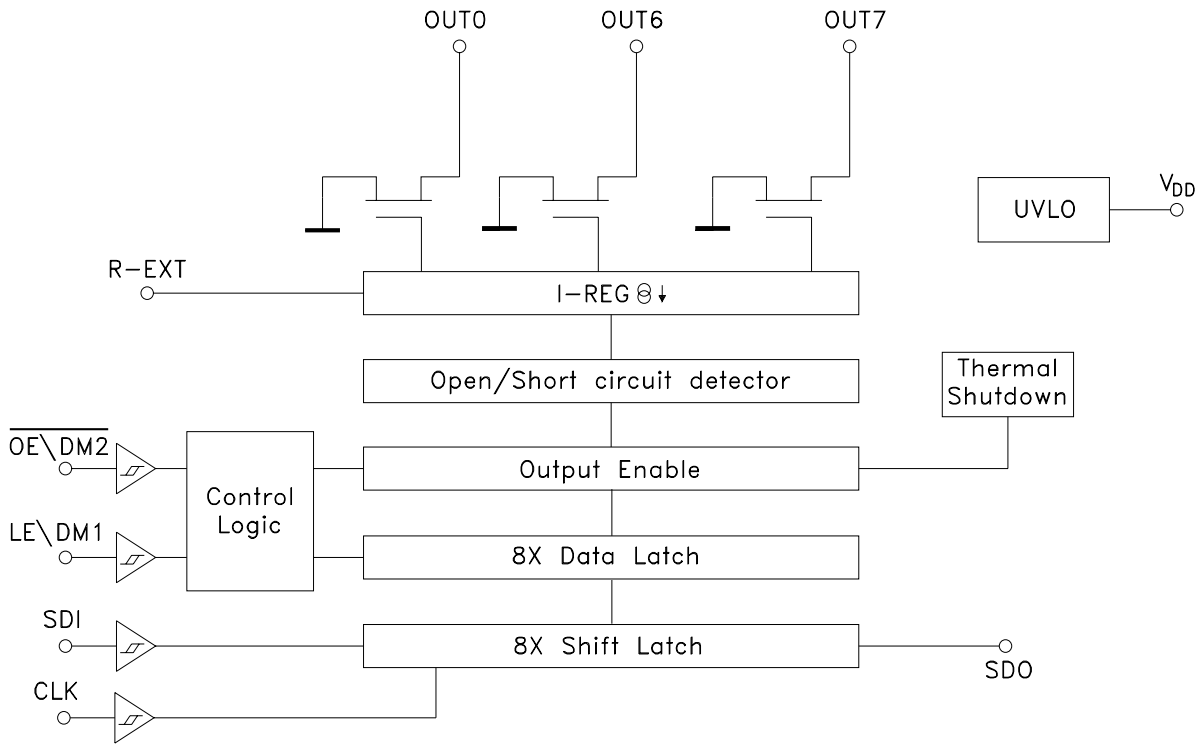 OUT0
OUT6
OUT7
VDD
UVLO
R-EXT
I-REG
Open/Short circuit detector
Thermal
Shutdown
OE\DM2
Output Enable
Control
Logic
LE\DM1
8X Data Latch
SDI
8X Shift Latch
SDO
CLK